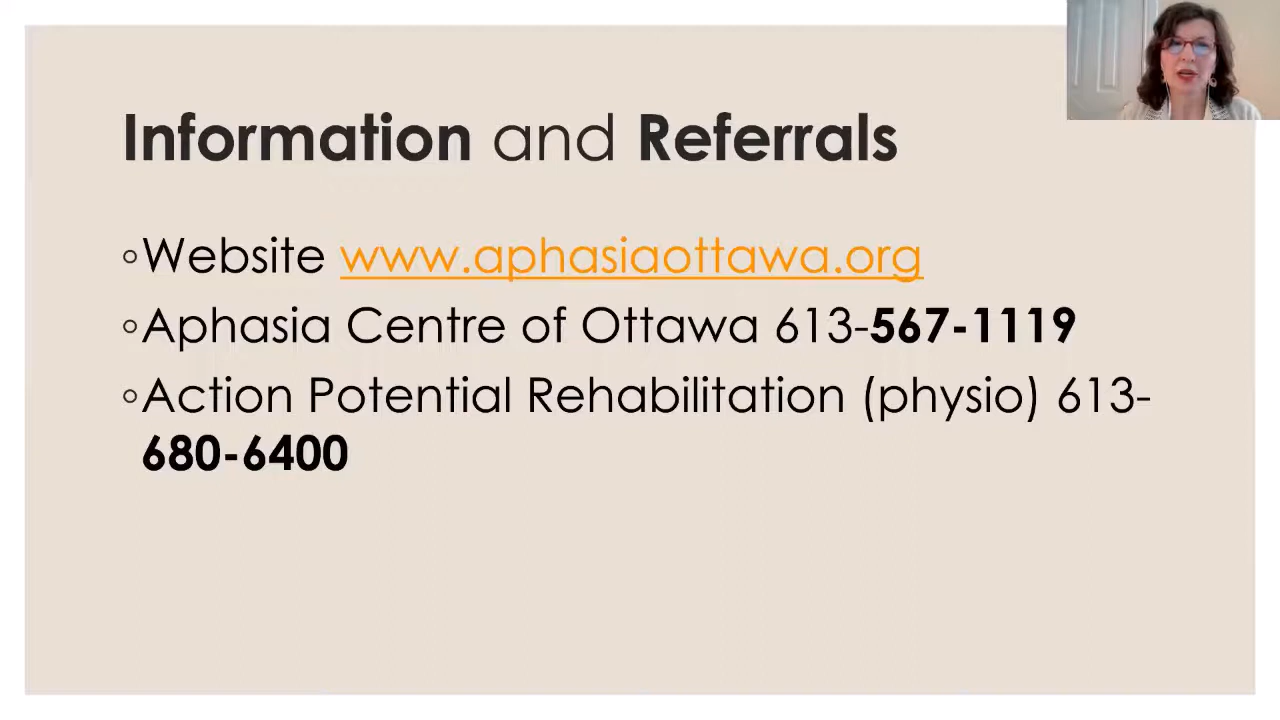 Information and Referrals
◦Website www.aphasiaottawa.org
◦Aphasia Centre of Ottawa 613-567-1119
◦Action Potential Rehabilitation (physio) 613-
680-6400